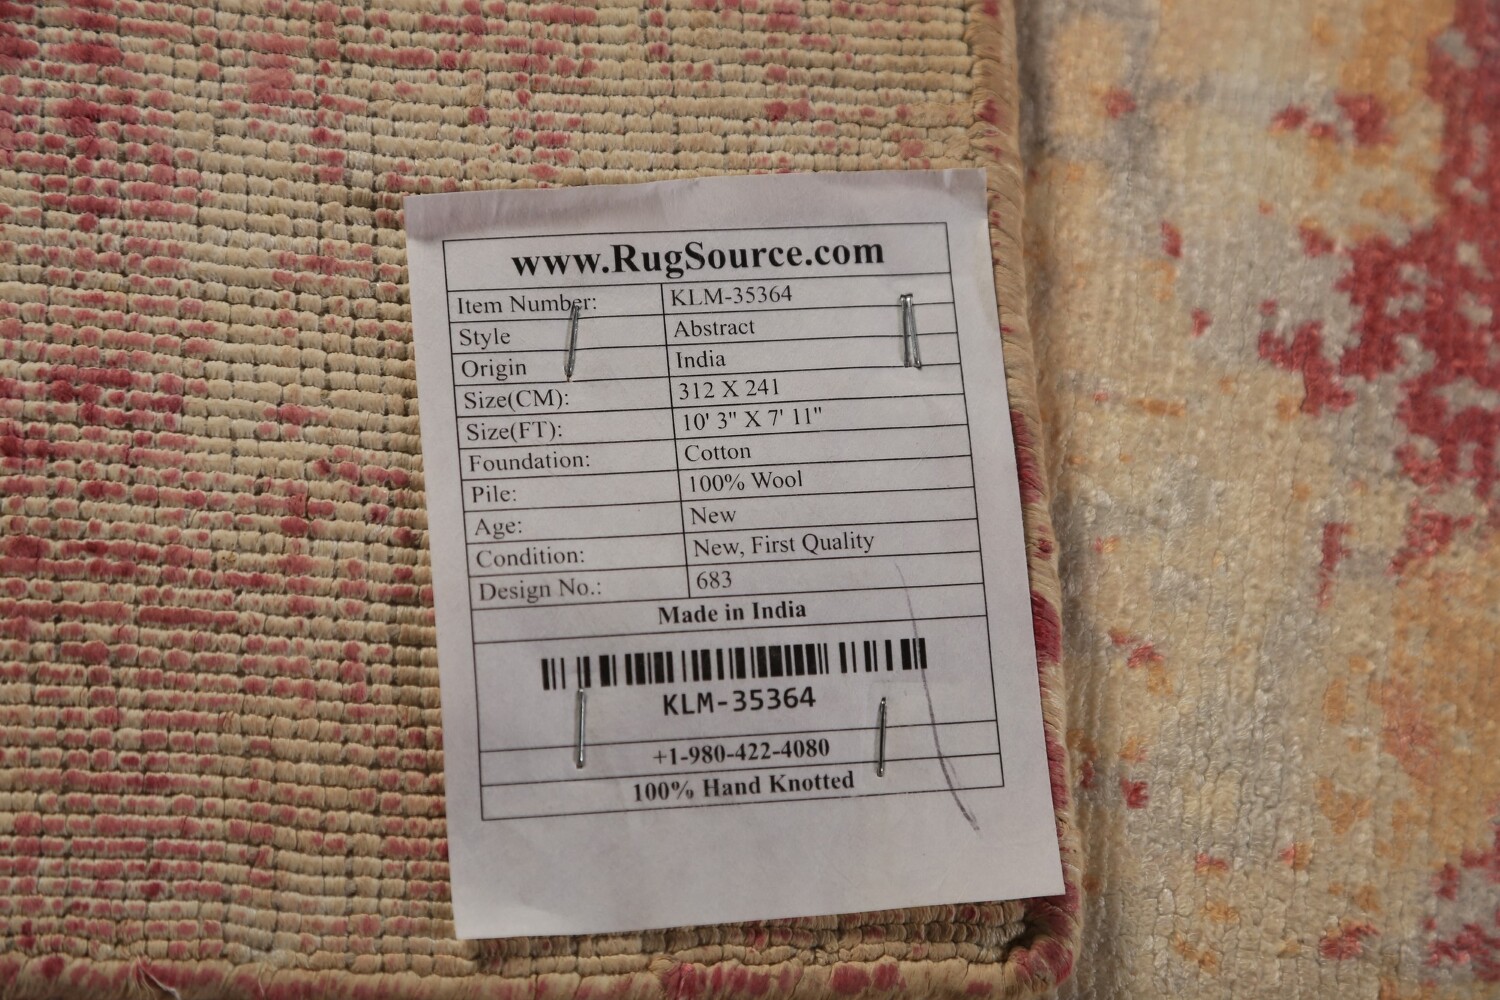 www.RugSource.com
Item Number: KLM-35364
Style Abstract
Origin India
Size(CM): 312 X 241
Size(FT): 10' 3" X 7' 11"
Foundation: Cotton
Pile: 100% Wool
Age: New
Condition: New, First Quality
Design No.: 683
Made in India
KLM-35364
+1-980-422-4080
100% Hand Knotted